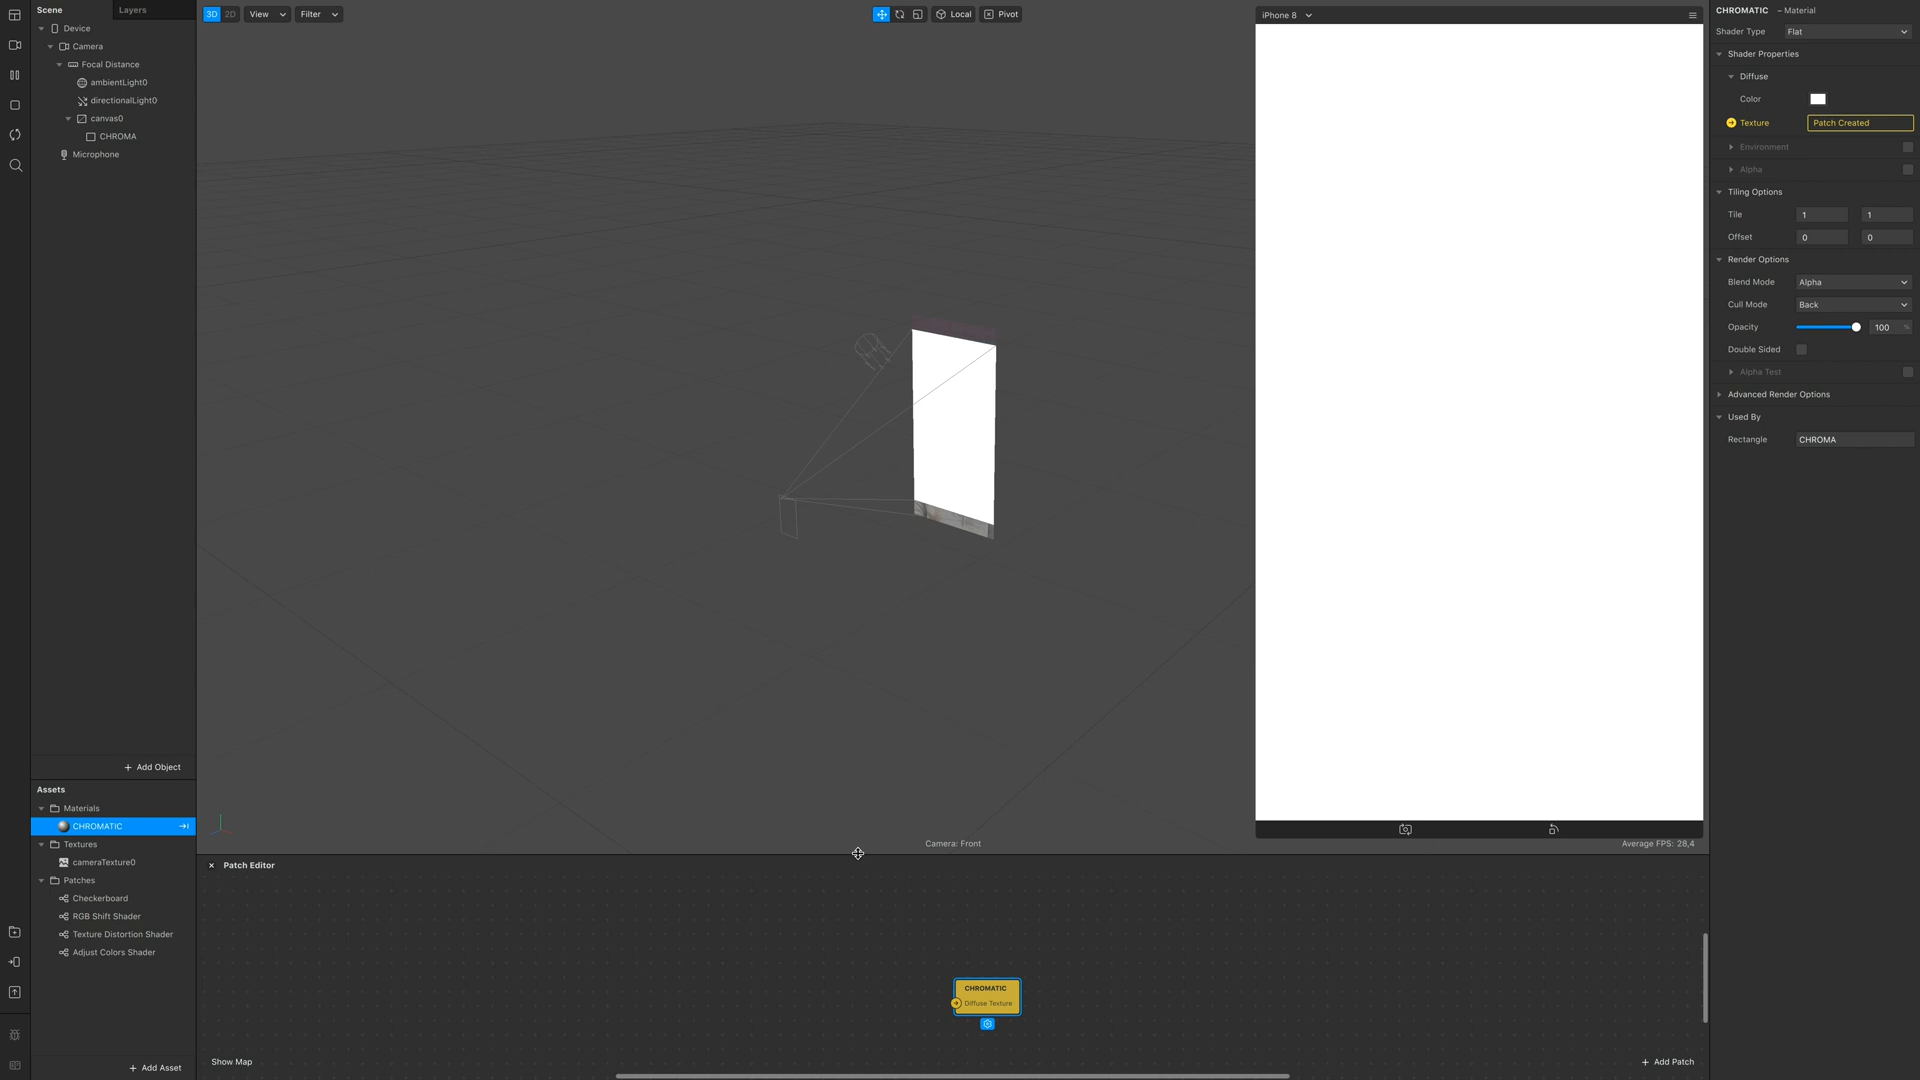 Scene
Layers
Device
Camera
Focal Distance
ambientLight0
directionalLight0
canvas0
CHROMA
Microphone
+ Add Object
Assets
Materials
CHROMATIC
Textures
cameraTexture0
Patches
Checkerboard
RGB Shift Shader
Texture Distortion Shader
Adjust Colors Shader
+ Add Asset
3D 2D View Filter
Local Pivot
Camera: Front
iPhone 8
Average FPS: 28,4
× Patch Editor
CHROMATIC
Diffuse Texture
Show Map
+ Add Patch
CHROMATIC – Material
Shader Type Flat
Shader Properties
Diffuse
Color
Texture Patch Created
Environment
Alpha
Tiling Options
Tile 1 1
Offset 0 0
Render Options
Blend Mode Alpha
Cull Mode Back
Opacity 100 %
Double Sided
Alpha Test
Advanced Render Options
Used By
Rectangle CHROMA